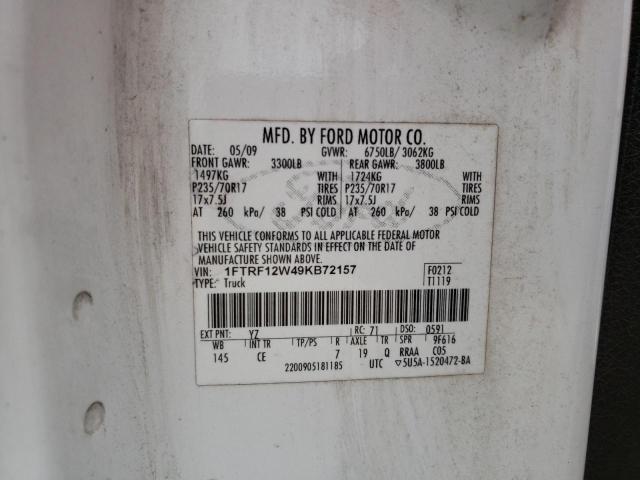 MFD. BY FORD MOTOR CO.
DATE: 05/09 GVWR: 6750LB/ 3062KG
FRONT GAWR: 3300LB REAR GAWR: 3800LB
1497KG WITH 1724KG WITH
P235/70R17 TIRES P235/70R17 TIRES
17x7.5J RIMS 17x7.5J RIMS
AT 260 kPa/ 38 PSI COLD AT 260 kPa/ 38 PSI COLD
THIS VEHICLE CONFORMS TO ALL APPLICABLE FEDERAL MOTOR
VEHICLE SAFETY STANDARDS IN EFFECT ON THE DATE OF
MANUFACTURE SHOWN ABOVE.
VIN: 1FTRF12W49KB72157 F0212
TYPE: Truck T1119
EXT PNT: YZ RC: 71 DSO: 0591
WB INT TR TP/PS R AXLE TR SPR 9F616
145 CE 7 19 Q RRAA C05
2200905181185 UTC ▽5U5A-1520472-BA